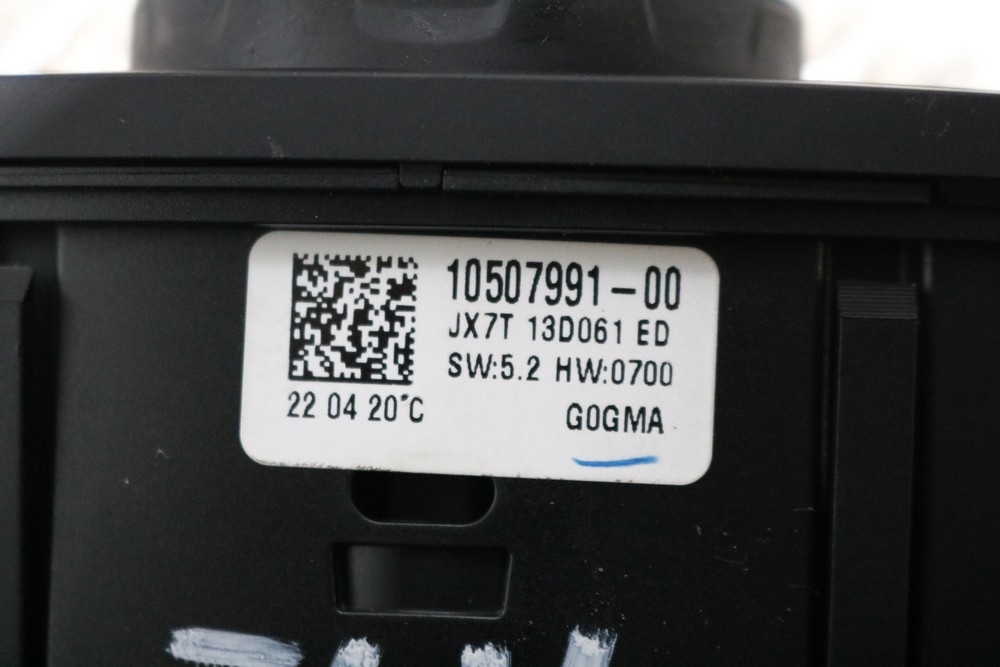 10507991-00
JX7T 13D061 ED
SW:5.2 HW:0700
22 04 20°C
G0GMA